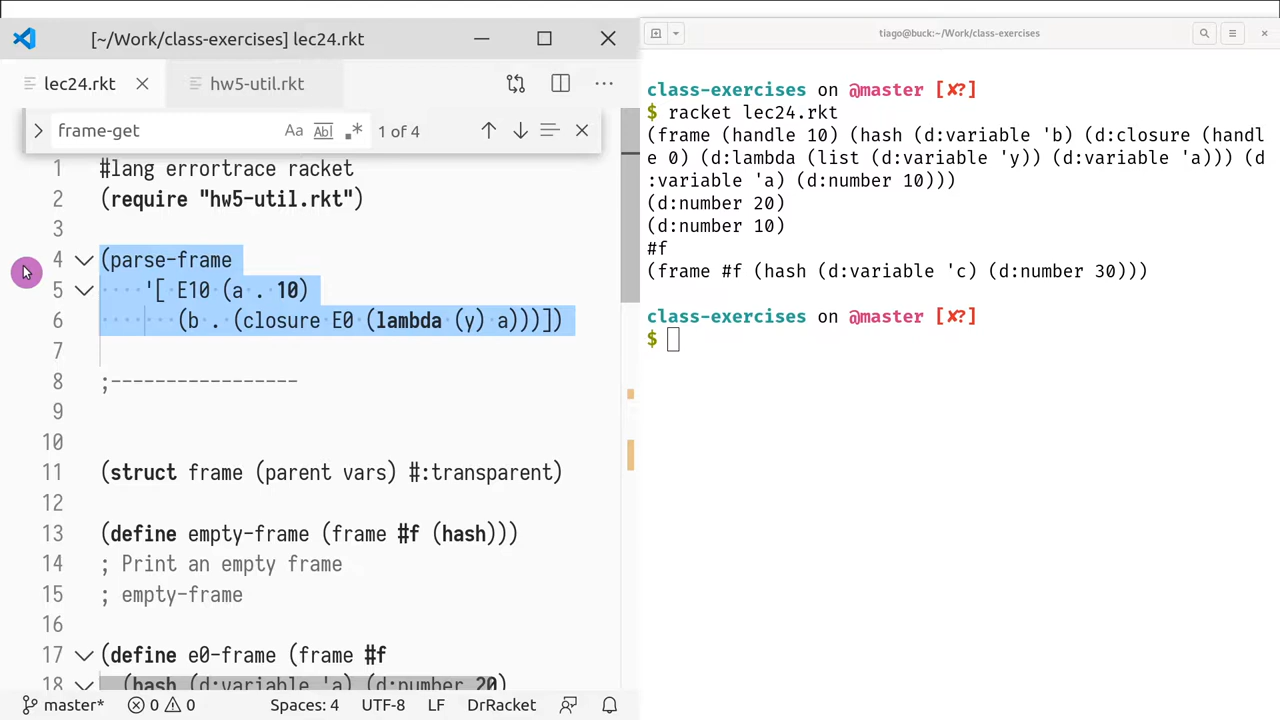 [~/Work/class-exercises] lec24.rkt
lec24.rkt
hw5-util.rkt
frame-get
Aa
Abl
.*
1 of 4
1 #lang errortrace racket
2 (require "hw5-util.rkt")
3
4 (parse-frame
5 ····'[·E10·(a·.·10)
6 ·······(b·.·(closure·E0·(lambda·(y)·a)))])
7
8 ;-----------------
9
10
11 (struct frame (parent vars) #:transparent)
12
13 (define empty-frame (frame #f (hash)))
14 ; Print an empty frame
15 ; empty-frame
16
17 (define e0-frame (frame #f
18 (hash (d:variable 'a) (d:number 20)
master*
0
0
Spaces: 4
UTF-8
LF
DrRacket
tiago@buck:~/Work/class-exercises
class-exercises on @master [✘?]
$ racket lec24.rkt
(frame (handle 10) (hash (d:variable 'b) (d:closure (handl
e 0) (d:lambda (list (d:variable 'y)) (d:variable 'a))) (d
:variable 'a) (d:number 10)))
(d:number 20)
(d:number 10)
#f
(frame #f (hash (d:variable 'c) (d:number 30)))
class-exercises on @master [✘?]
$